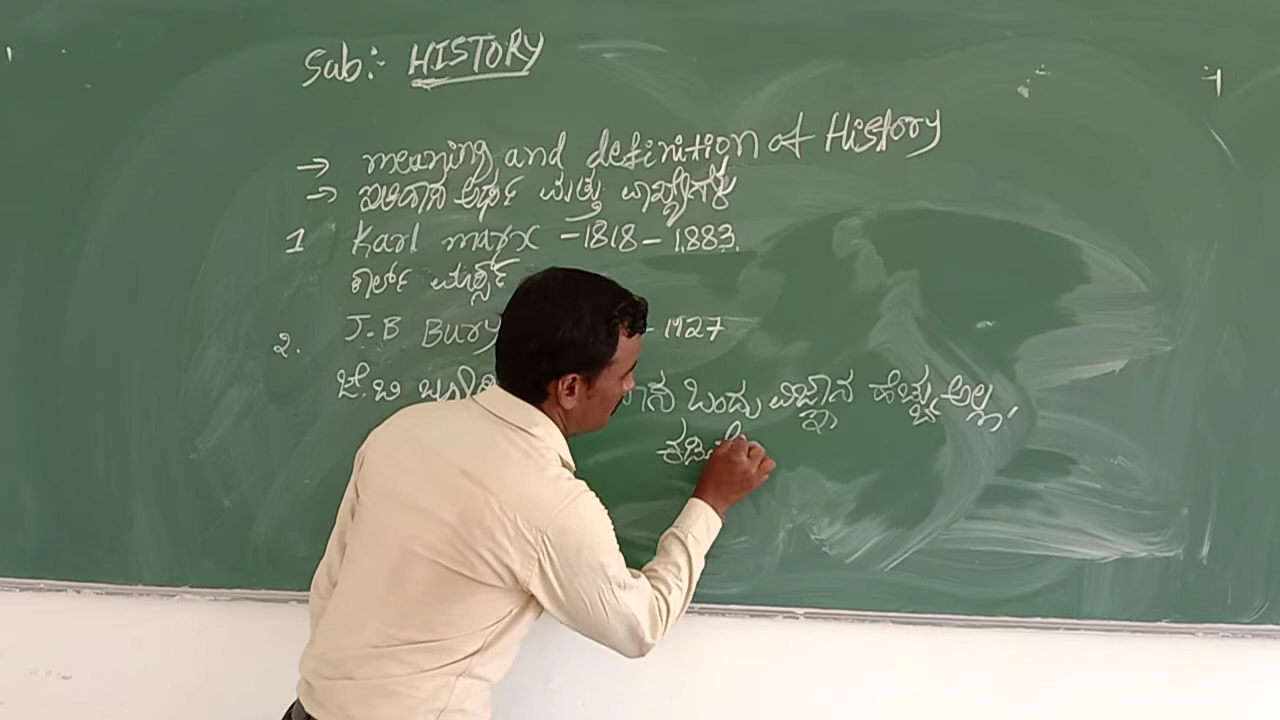 Sab:- HISTORY
→ meaning and definition of History
→ ಇತಿಹಾಸ ಅರ್ಥ ಮತ್ತು ವ್ಯಾಖ್ಯೆಗಳು
1 Karl marx - 1818 - 1883.
ಕಾರ್ಲ್ ಮಾರ್ಕ್ಸ್
2. J.B Bury - 1927
ಜೆ.ಬಿ ಒಂದು ವಿಜ್ಞಾನ ಹೆಚ್ಚು ಅಲ್ಲ,